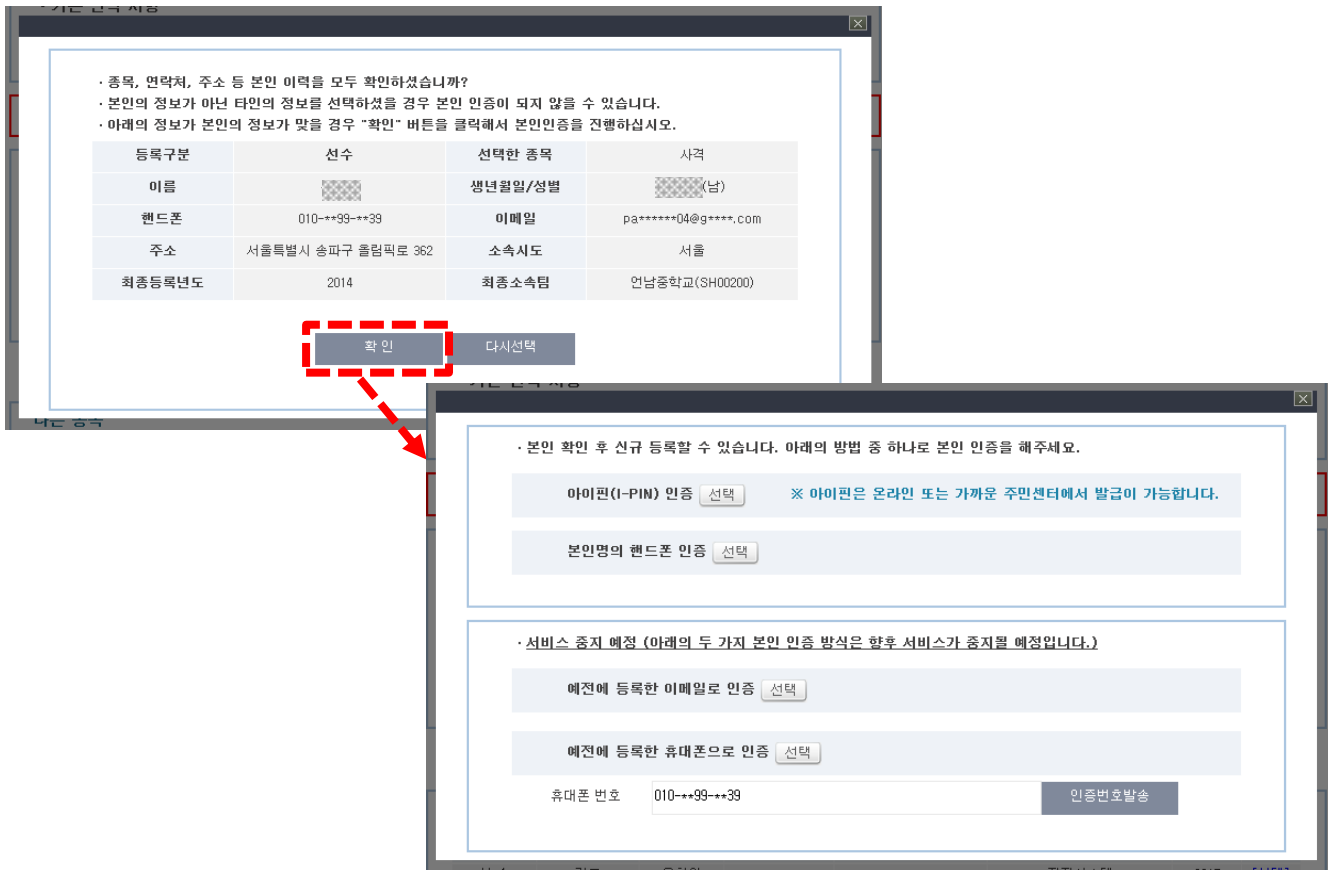 · 종목, 연락처, 주소 등 본인 이력을 모두 확인하셨습니까?
· 본인의 정보가 아닌 타인의 정보를 선택하셨을 경우 본인 인증이 되지 않을 수 있습니다.
· 아래의 정보가 본인의 정보가 맞을 경우 "확인" 버튼을 클릭해서 본인인증을 진행하십시오.
등록구분 선수 선택한 종목 사격
이름 생년월일/성별 (남)
핸드폰 010-**99-**39 이메일 pa******04@g****.com
주소 서울특별시 송파구 올림픽로 362 소속시도 서울
최종등록년도 2014 최종소속팀 언남중학교(SH00200)
확 인 다시선택
· 본인 확인 후 신규 등록할 수 있습니다. 아래의 방법 중 하나로 본인 인증을 해주세요.
아이핀(I-PIN) 인증 선택 ※ 아이핀은 온라인 또는 가까운 주민센터에서 발급이 가능합니다.
본인명의 핸드폰 인증 선택
· 서비스 중지 예정 (아래의 두 가지 본인 인증 방식은 향후 서비스가 중지될 예정입니다.)
예전에 등록한 이메일로 인증 선택
예전에 등록한 휴대폰으로 인증 선택
휴대폰 번호 010-**99-**39 인증번호발송